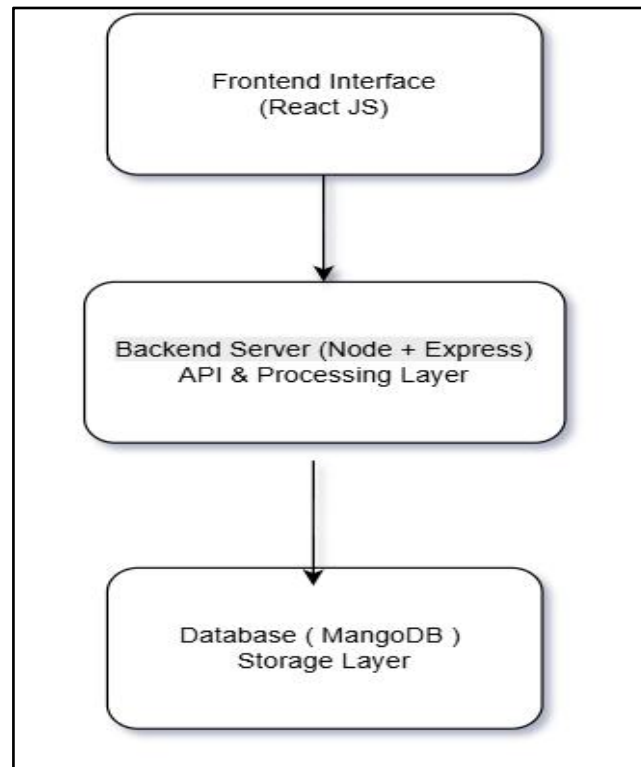 Frontend Interface
(React JS)
Backend Server (Node + Express)
API & Processing Layer
Database ( MangoDB )
Storage Layer